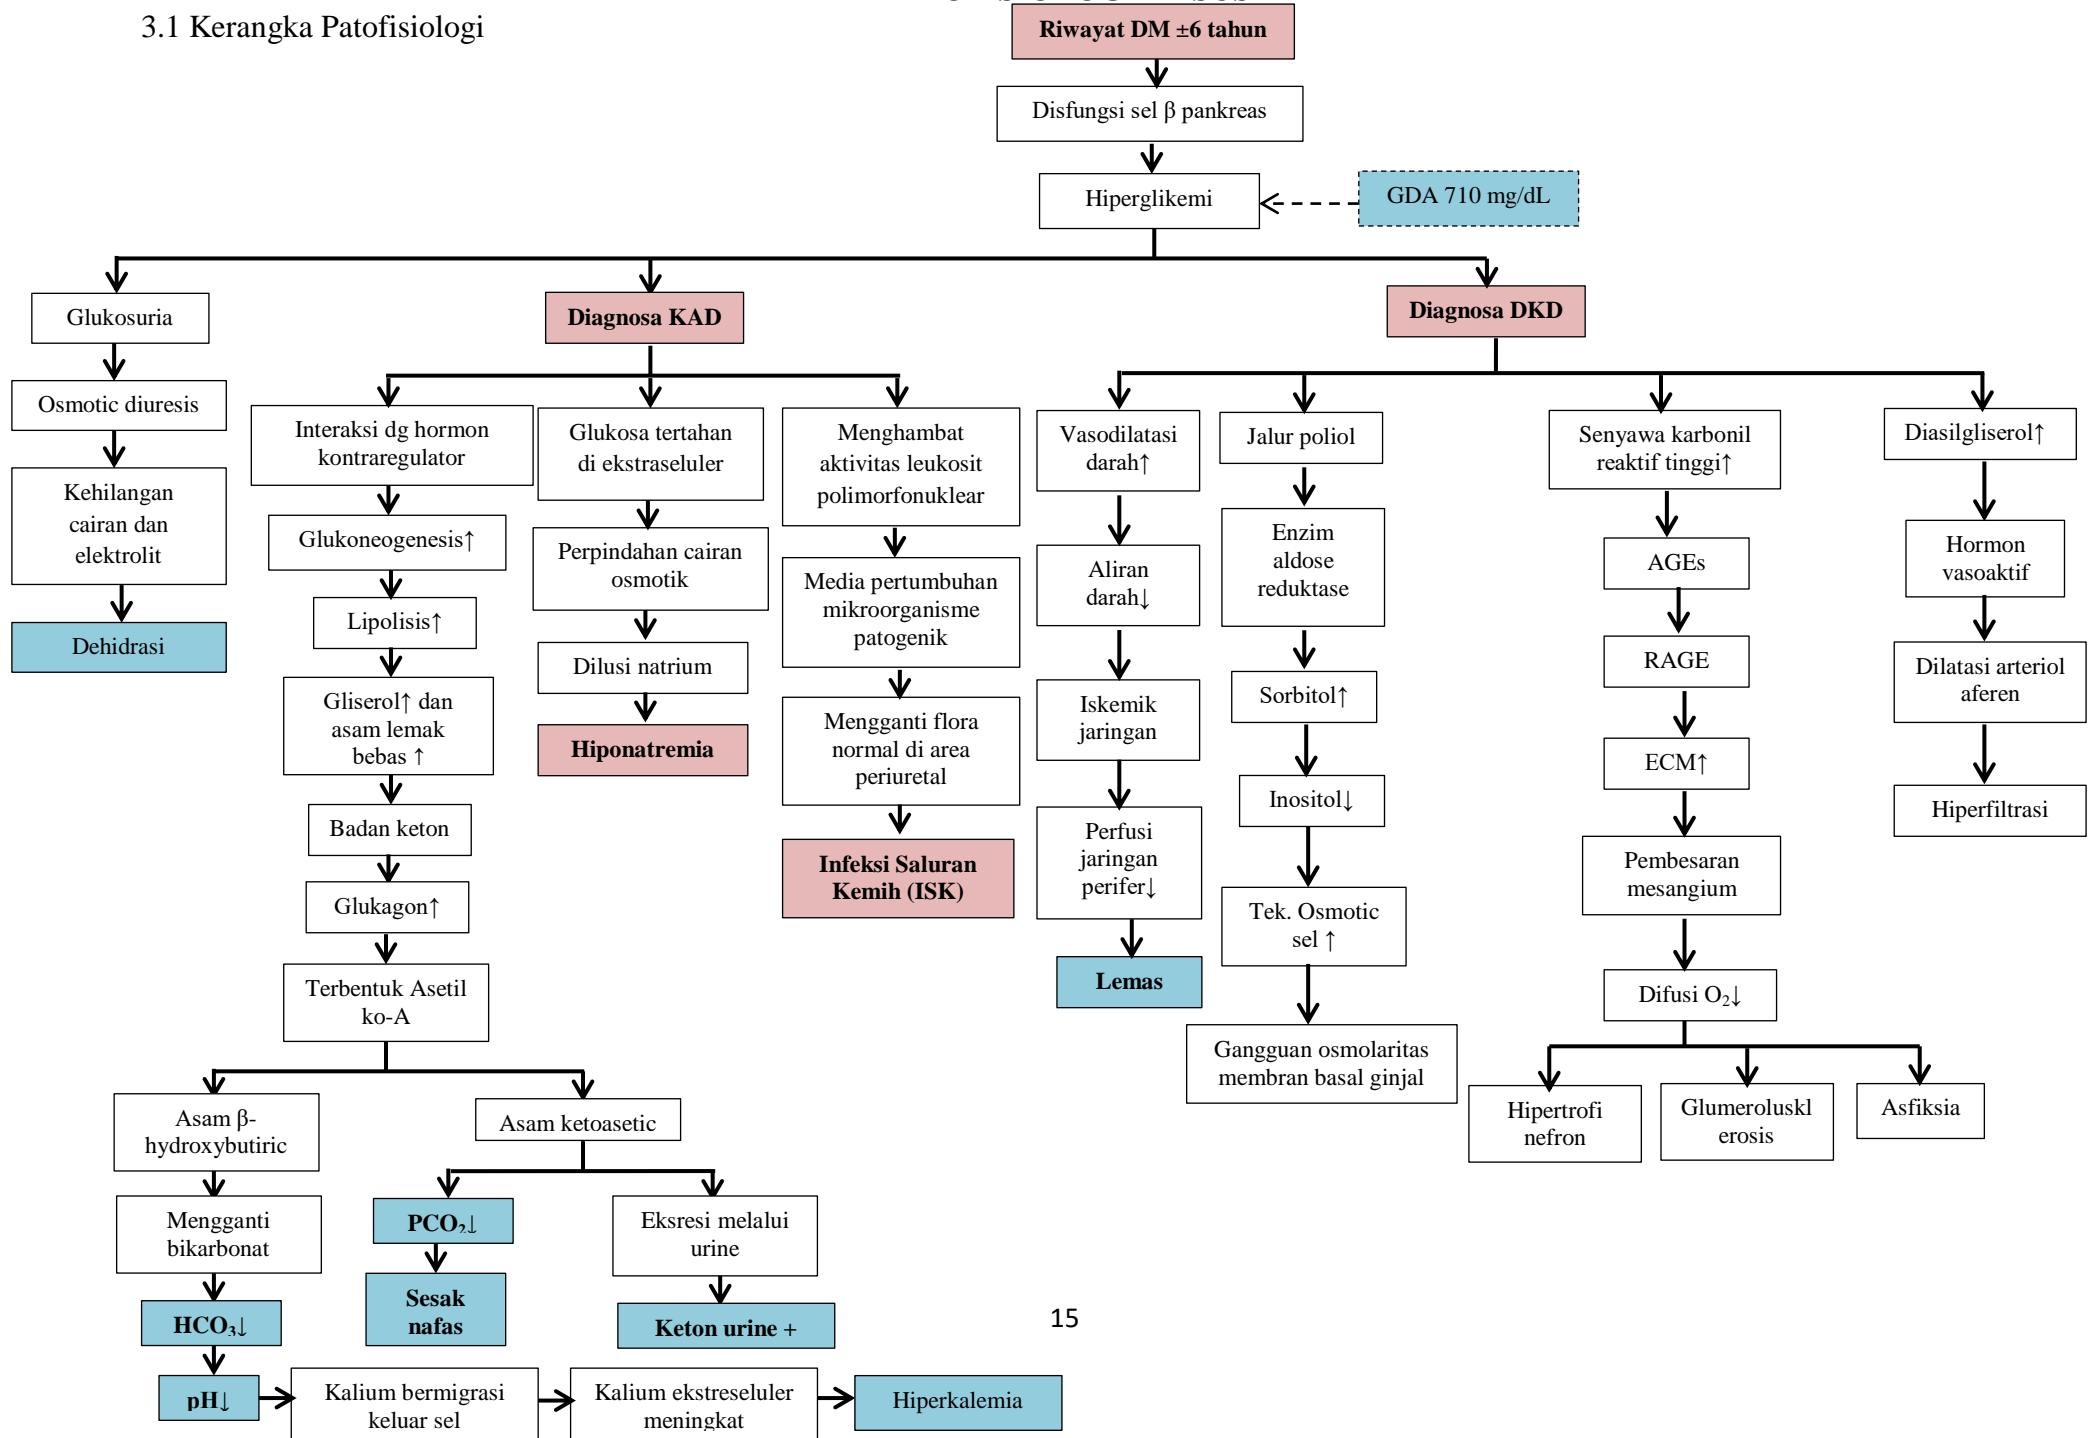 3.1 Kerangka Patofisiologi
Riwayat DM ±6 tahun
Disfungsi sel β pankreas
Hiperglikemi
GDA 710 mg/dL
Glukosuria
Osmotic diuresis
Kehilangan
cairan dan
elektrolit
Dehidrasi
Diagnosa KAD
Interaksi dg hormon
kontraregulator
Glukoneogenesis↑
Lipolisis↑
Gliserol↑ dan
asam lemak
bebas ↑
Badan keton
Glukagon↑
Terbentuk Asetil
ko-A
Asam β-
hydroxybutiric
Mengganti
bikarbonat
HCO₃↓
pH↓
Kalium bermigrasi
keluar sel
Kalium ekstreseluler
meningkat
Hiperkalemia
Asam ketoasetic
PCO₂↓
Sesak
nafas
Eksresi melalui
urine
Keton urine +
Glukosa tertahan
di ekstraseluler
Perpindahan cairan
osmotik
Dilusi natrium
Hiponatremia
Menghambat
aktivitas leukosit
polimorfonuklear
Media pertumbuhan
mikroorganisme
patogenik
Mengganti flora
normal di area
periuretal
Infeksi Saluran
Kemih (ISK)
Diagnosa DKD
Vasodilatasi
darah↑
Aliran
darah↓
Iskemik
jaringan
Perfusi
jaringan
perifer↓
Lemas
Jalur poliol
Enzim
aldose
reduktase
Sorbitol↑
Inositol↓
Tek. Osmotic
sel ↑
Gangguan osmolaritas
membran basal ginjal
Senyawa karbonil
reaktif tinggi↑
AGEs
RAGE
ECM↑
Pembesaran
mesangium
Difusi O₂↓
Hipertrofi
nefron
Glumeroluskl
erosis
Asfiksia
Diasilgliserol↑
Hormon
vasoaktif
Dilatasi arteriol
aferen
Hiperfiltrasi
15